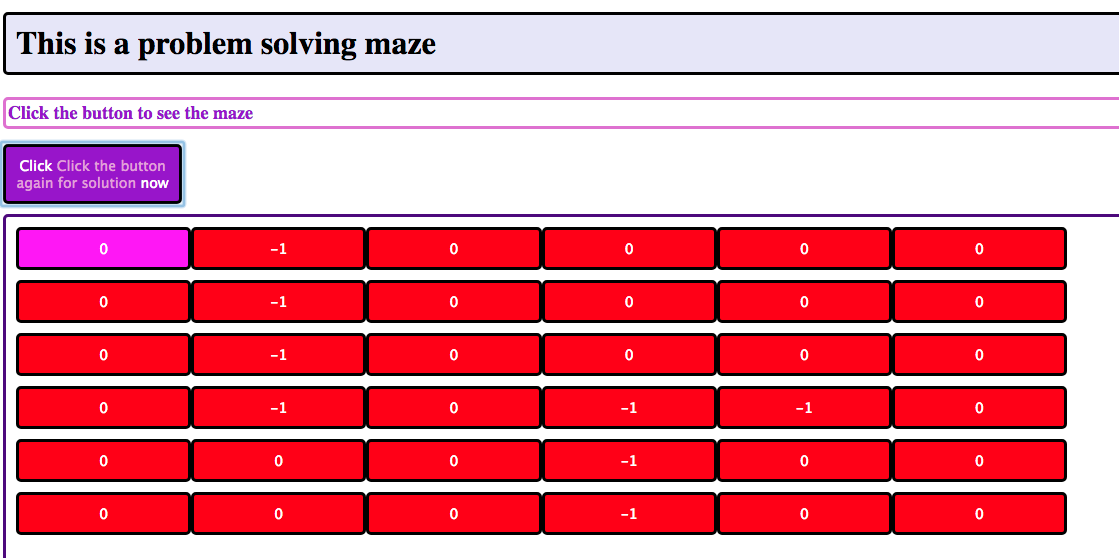 This is a problem solving maze
Click the button to see the maze
Click Click the button
again for solution now
0 -1 0 0 0 0
0 -1 0 0 0 0
0 -1 0 0 0 0
0 -1 0 -1 -1 0
0 0 0 -1 0 0
0 0 0 -1 0 0